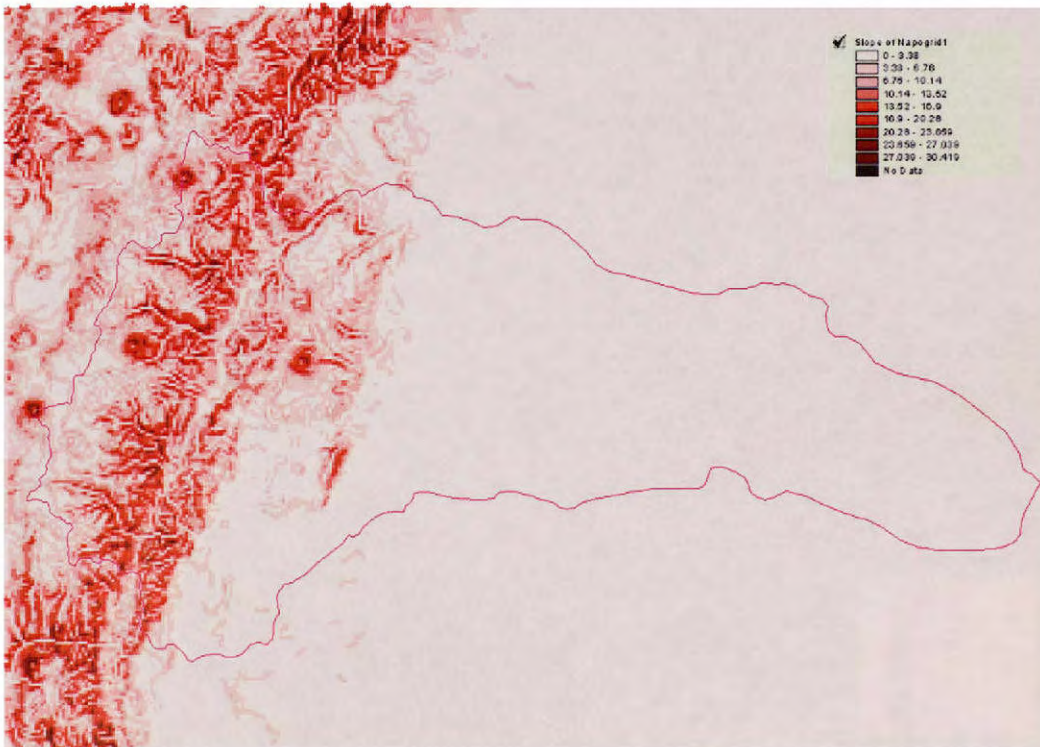 Slope of Napogrid1
0 - 3.38
3.38 - 6.76
6.76 - 10.14
10.14 - 13.52
13.52 - 16.9
16.9 - 20.28
20.28 - 23.659
23.659 - 27.039
27.039 - 30.419
No Data